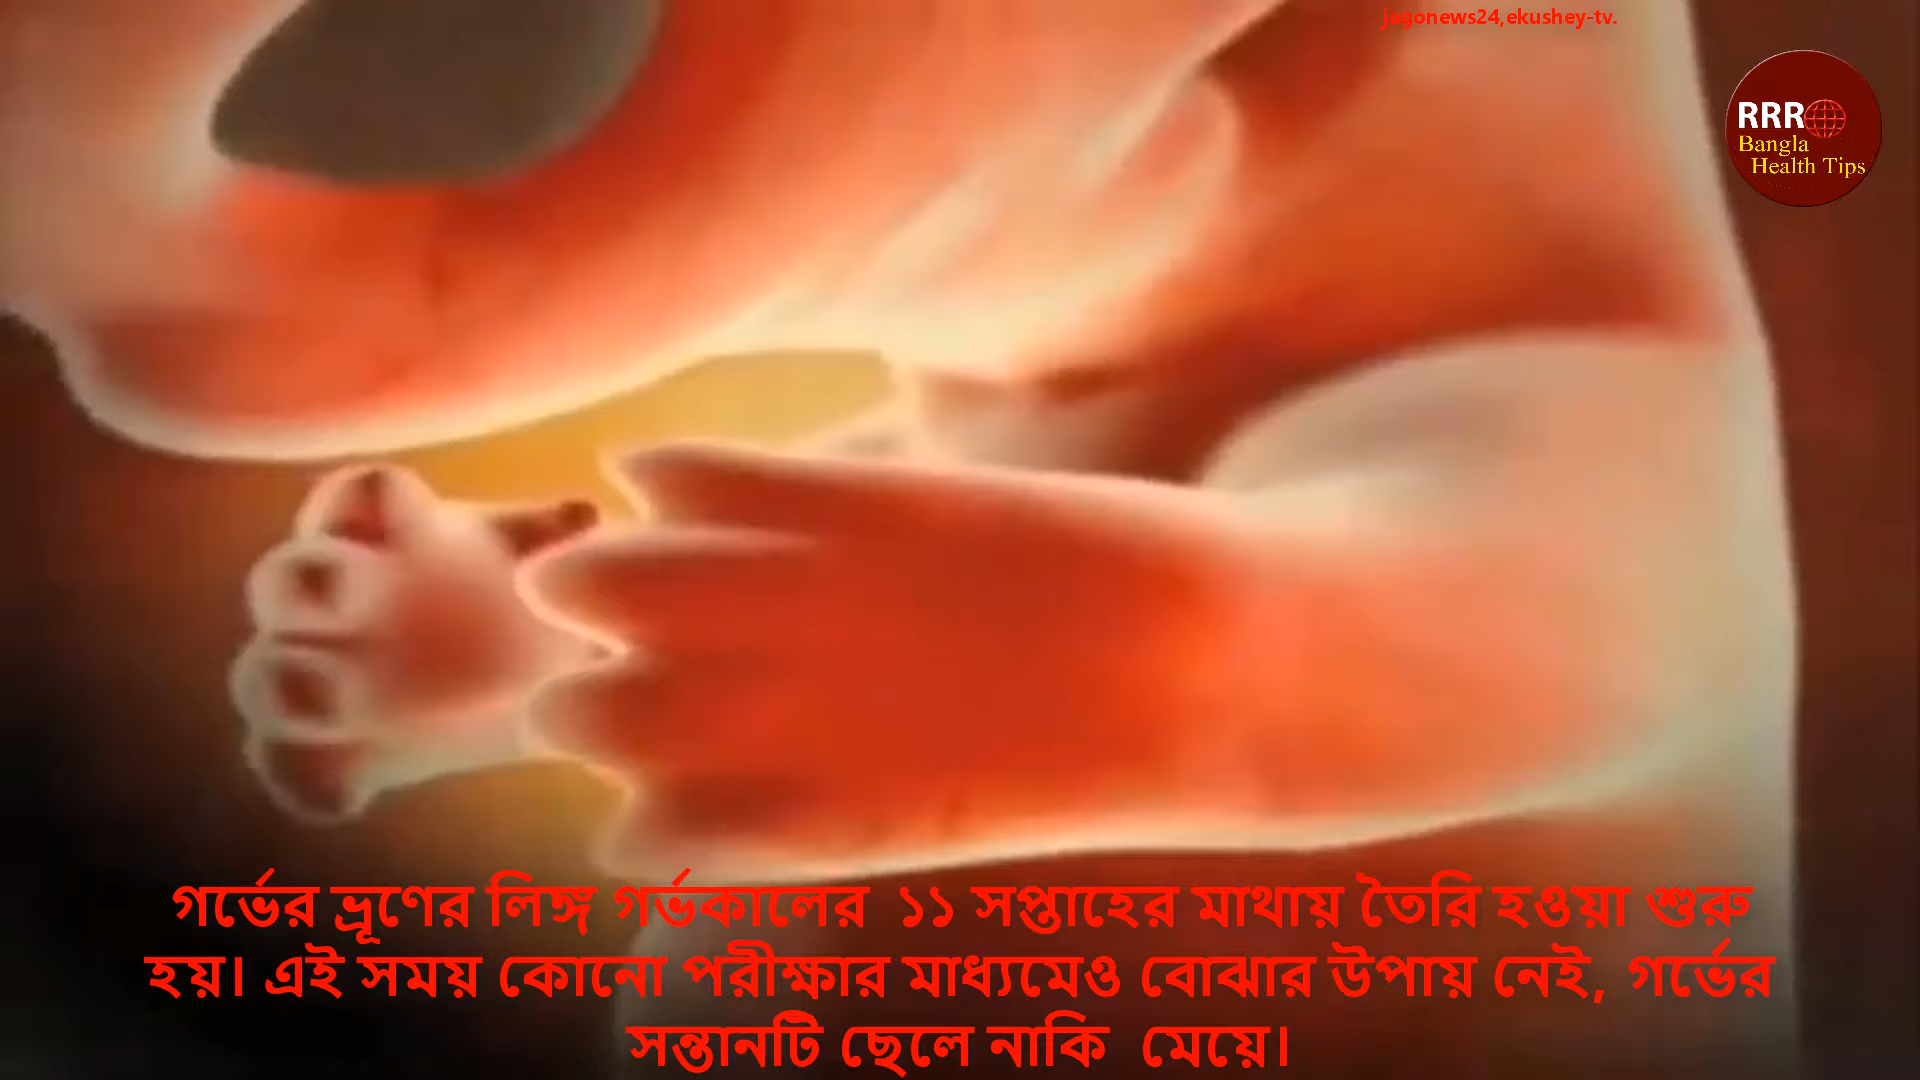 jagonews24,ekushey-tv.
RRR
Bangla
Health Tips
গর্ভের ভ্রূণের লিঙ্গ গর্ভকালের ১১ সপ্তাহের মাথায় তৈরি হওয়া শুরু
হয়। এই সময় কোনো পরীক্ষার মাধ্যমেও বোঝার উপায় নেই, গর্ভের
সন্তানটি ছেলে নাকি মেয়ে।